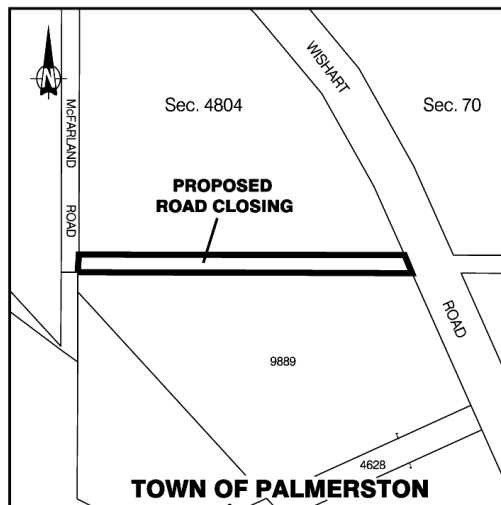 N
McFARLAND
ROAD
Sec. 4804
WISHART
Sec. 70
PROPOSED
ROAD CLOSING
ROAD
9889
4628
TOWN OF PALMERSTON